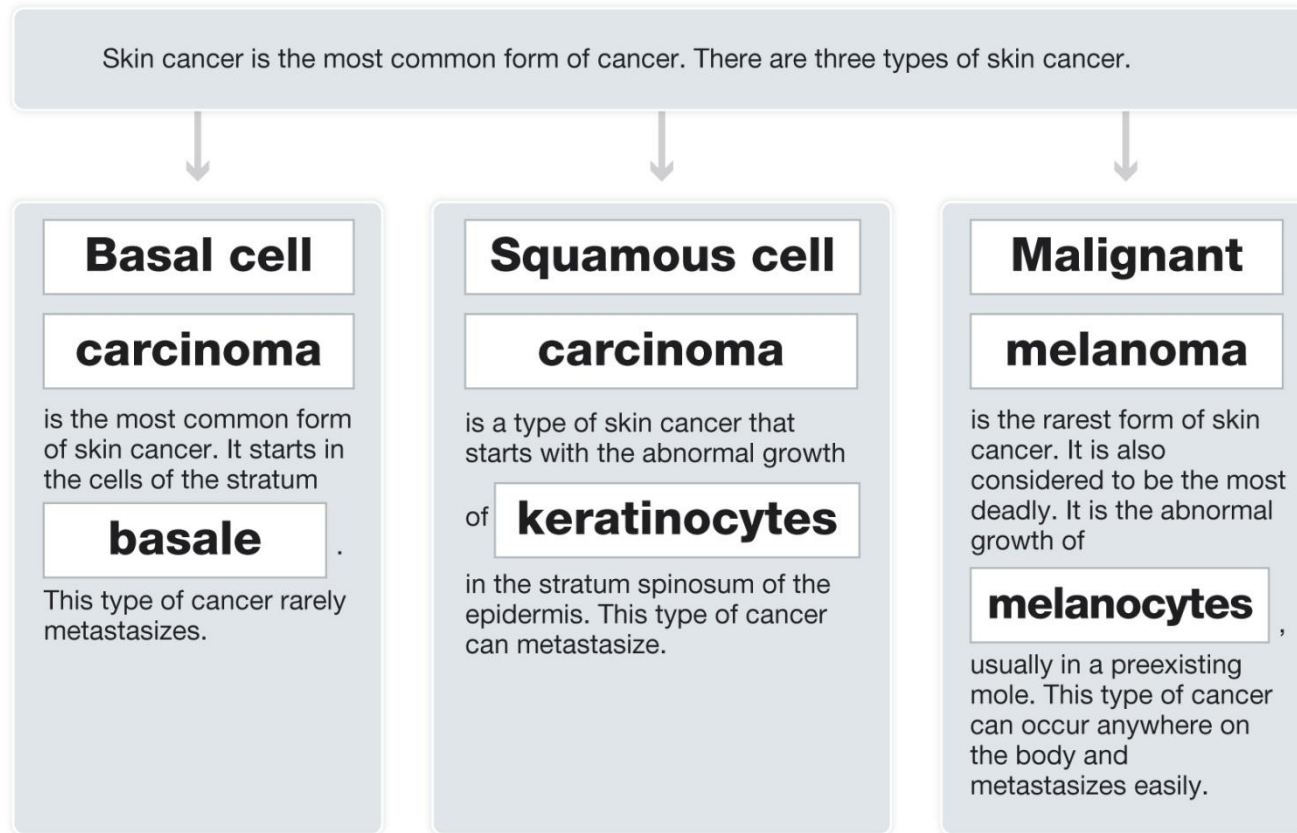 Skin cancer is the most common form of cancer. There are three types of skin cancer.
Basal cell
carcinoma
is the most common form
of skin cancer. It starts in
the cells of the stratum
basale .
This type of cancer rarely
metastasizes.
Squamous cell
carcinoma
is a type of skin cancer that
starts with the abnormal growth
of keratinocytes
in the stratum spinosum of the
epidermis. This type of cancer
can metastasize.
Malignant
melanoma
is the rarest form of skin
cancer. It is also
considered to be the most
deadly. It is the abnormal
growth of
melanocytes ,
usually in a preexisting
mole. This type of cancer
can occur anywhere on
the body and
metastasizes easily.